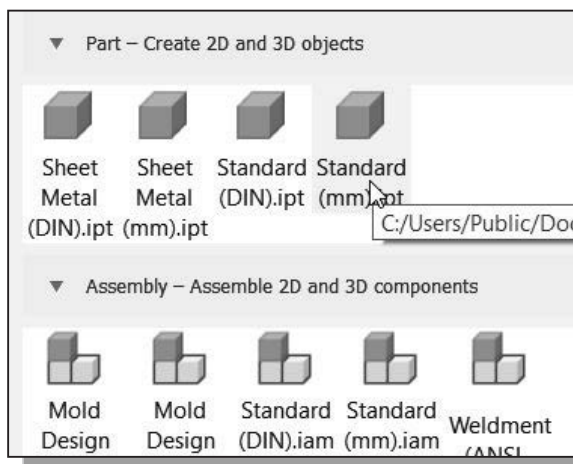 Part – Create 2D and 3D objects
Sheet Sheet Standard Standard
Metal Metal (DIN).ipt (mm).ipt
(DIN).ipt (mm).ipt
C:/Users/Public/Doc
Assembly – Assemble 2D and 3D components
Mold Mold Standard Standard Weldment
Design Design (DIN).iam (mm).iam (ANSI